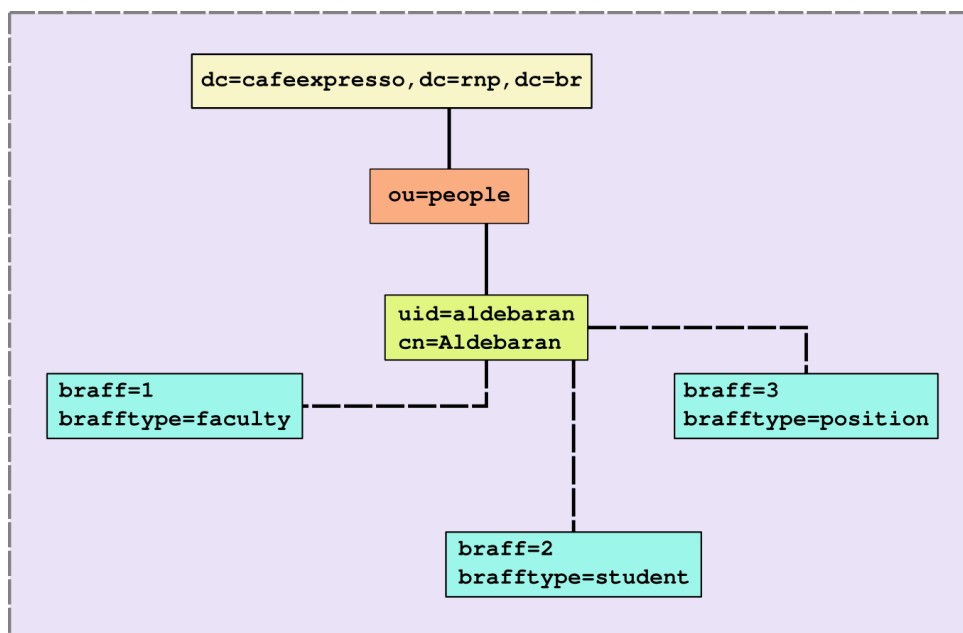 dc=cafeexpresso,dc=rnp,dc=br
ou=people
uid=aldebaran
cn=Aldebaran
braff=1
brafftype=faculty
braff=3
brafftype=position
braff=2
brafftype=student